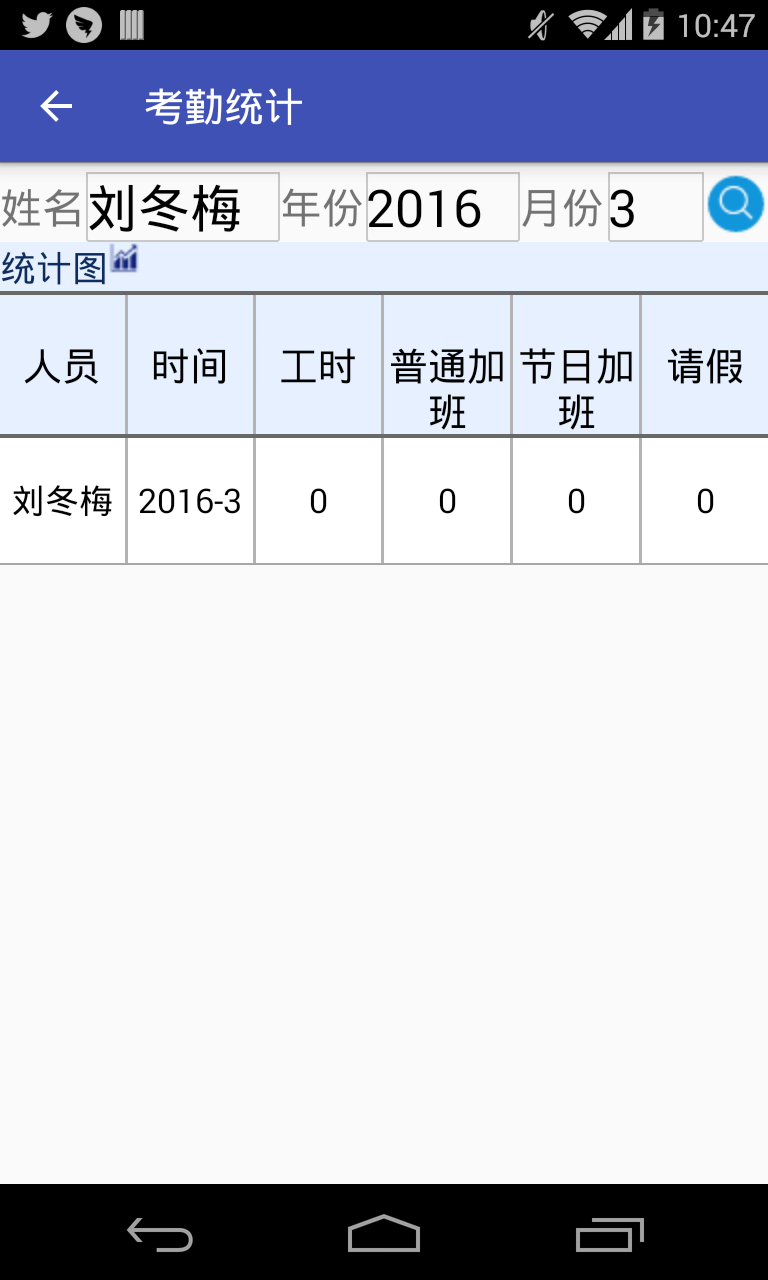 10:47
考勤统计
姓名 刘冬梅 年份 2016 月份 3
统计图
人员 时间 工时 普通加班 节日加班 请假
刘冬梅 2016-3 0 0 0 0